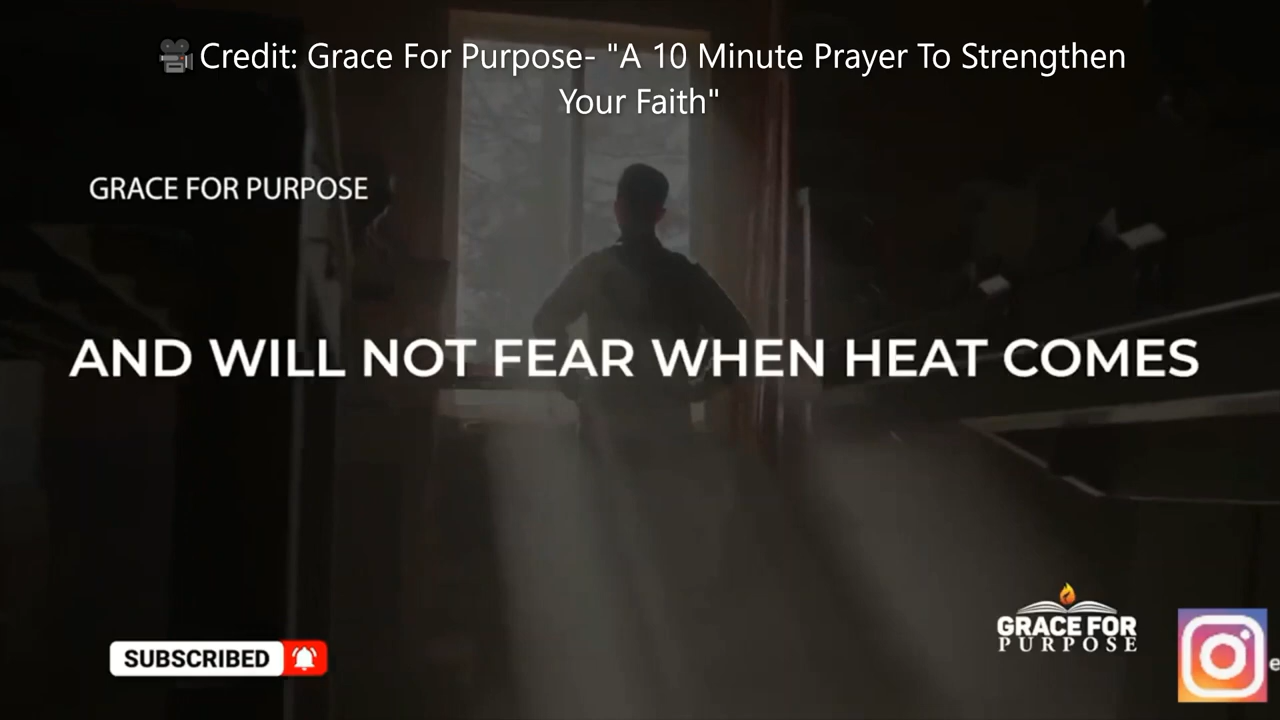 🎥 Credit: Grace For Purpose- "A 10 Minute Prayer To Strengthen
Your Faith"
GRACE FOR PURPOSE
AND WILL NOT FEAR WHEN HEAT COMES
GRACE FOR
PURPOSE
SUBSCRIBED
e